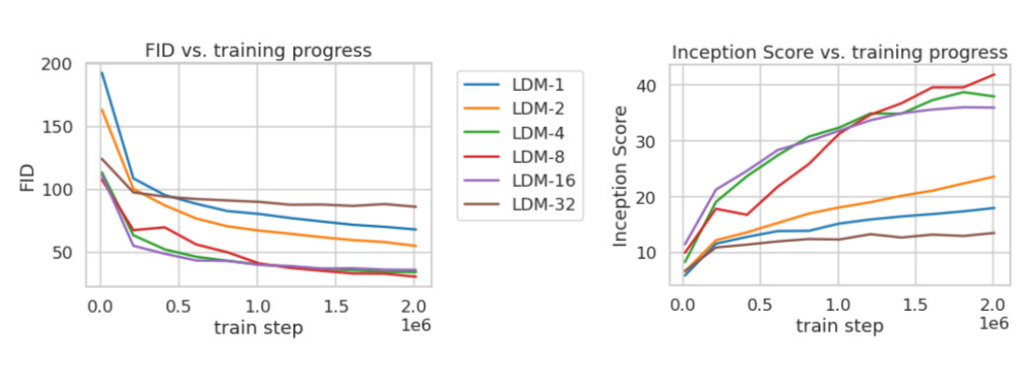 FID vs. training progress
200
150
100
50
FID
0.0 0.5 1.0 1.5 2.0
1e6
train step
LDM-1
LDM-2
LDM-4
LDM-8
LDM-16
LDM-32
Inception Score vs. training progress
40
30
20
10
Inception Score
0.0 0.5 1.0 1.5 2.0
1e6
train step